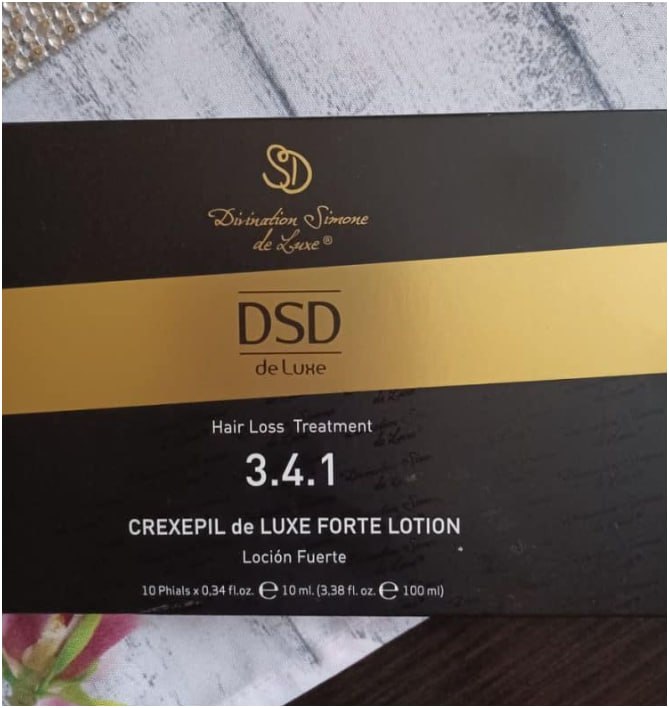 SD
Divination Simone
de Luxe®
DSD
de Luxe
Hair Loss Treatment
3.4.1
CREXEPIL de LUXE FORTE LOTION
Loción Fuerte
10 Phials x 0,34 fl.oz. ℮ 10 ml. (3,38 fl. oz. ℮ 100 ml)